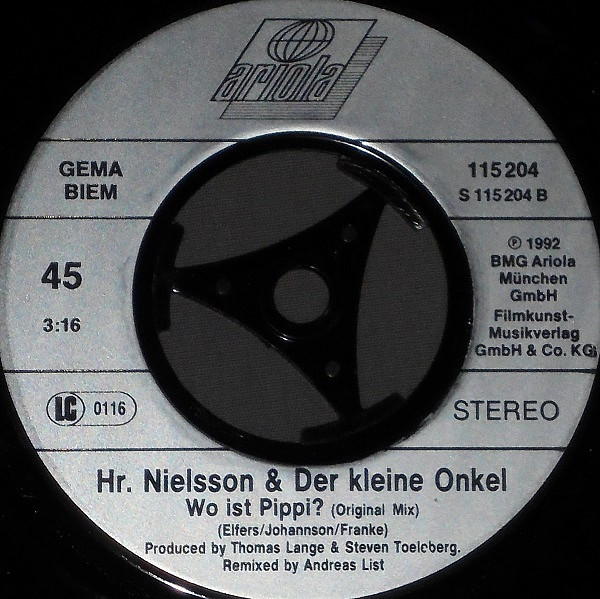 ariola
GEMA
BIEM
115 204
S 115 204 B
45
3:16
℗ 1992
BMG Ariola
München
GmbH
Filmkunst-
Musikverlag
GmbH & Co. KG
LC 0116
STEREO
Hr. Nielsson & Der kleine Onkel
Wo ist Pippi? (Original Mix)
(Elfers/Johannson/Franke)
Produced by Thomas Lange & Steven Toelcberg.
Remixed by Andreas List